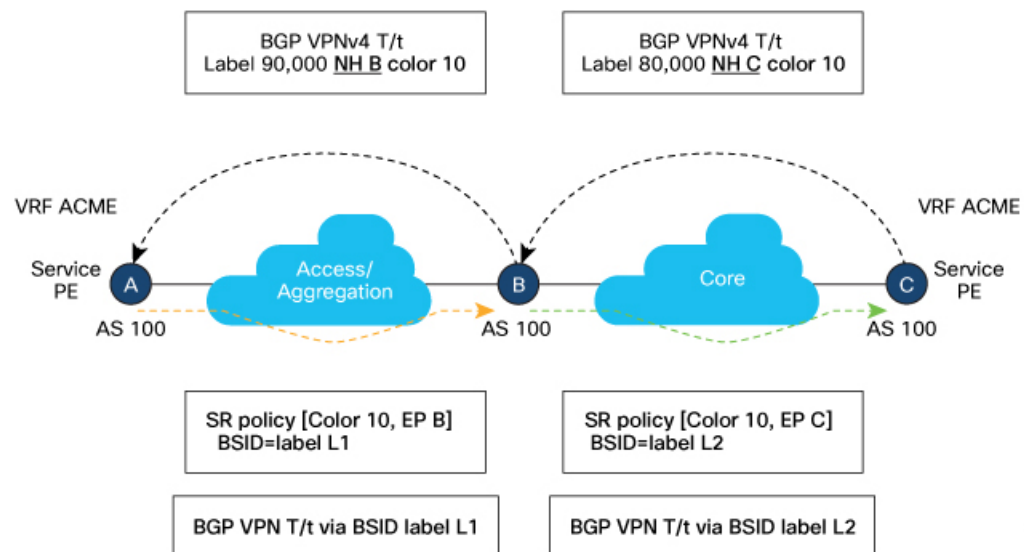 BGP VPNv4 T/t
Label 90,000 NH B color 10
BGP VPNv4 T/t
Label 80,000 NH C color 10
VRF ACME
VRF ACME
Service
PE
A
Access/
Aggregation
B
Core
C
Service
PE
AS 100
AS 100
AS 100
SR policy [Color 10, EP B]
BSID=label L1
SR policy [Color 10, EP C]
BSID=label L2
BGP VPN T/t via BSID label L1
BGP VPN T/t via BSID label L2